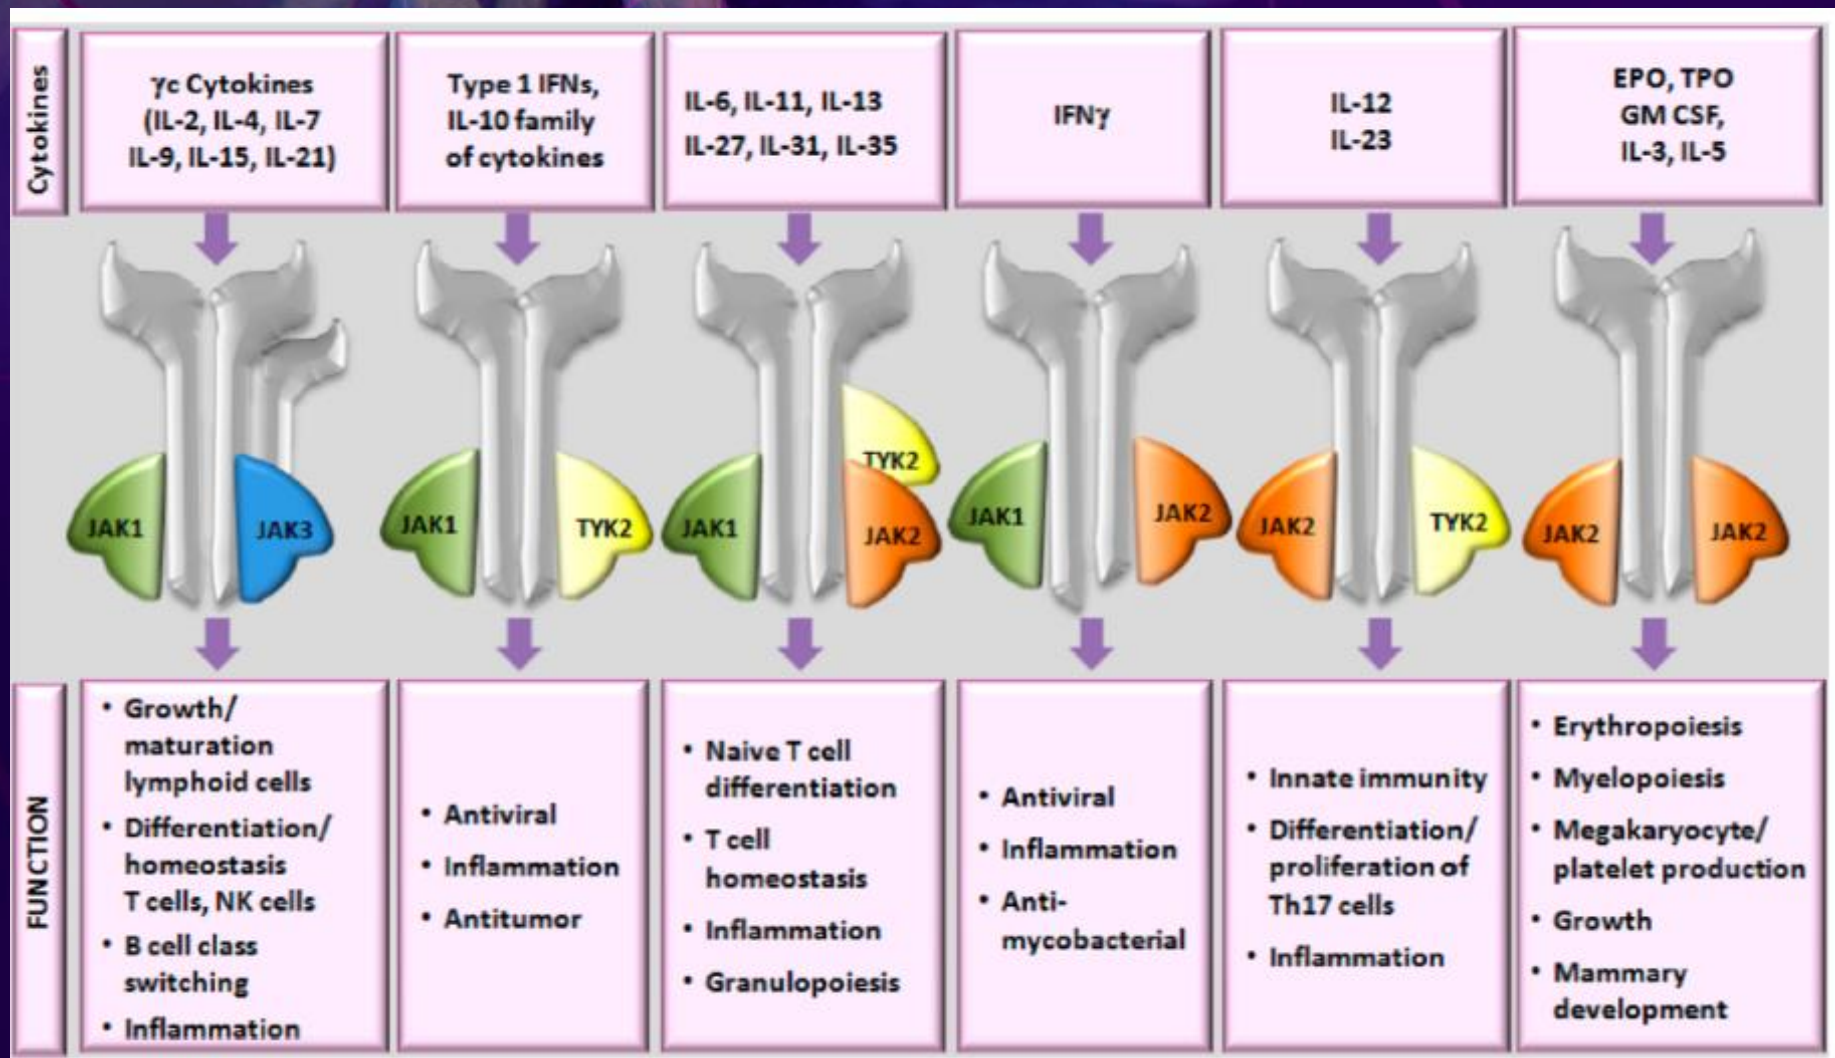 Cytokines
γc Cytokines
(IL-2, IL-4, IL-7
IL-9, IL-15, IL-21)
Type 1 IFNs,
IL-10 family
of cytokines
IL-6, IL-11, IL-13
IL-27, IL-31, IL-35
IFNγ
IL-12
IL-23
EPO, TPO
GM CSF,
IL-3, IL-5
JAK1
JAK3
JAK1
TYK2
JAK1
TYK2
JAK2
JAK1
JAK2
JAK2
TYK2
JAK2
JAK2
FUNCTION
• Growth/
maturation
lymphoid cells
• Differentiation/
homeostasis
T cells, NK cells
• B cell class
switching
• Inflammation
• Antiviral
• Inflammation
• Antitumor
• Naive T cell
differentiation
• T cell
homeostasis
• Inflammation
• Granulopoiesis
• Antiviral
• Inflammation
• Anti-
mycobacterial
• Innate immunity
• Differentiation/
proliferation of
Th17 cells
• Inflammation
• Erythropoiesis
• Myelopoiesis
• Megakaryocyte/
platelet production
• Growth
• Mammary
development